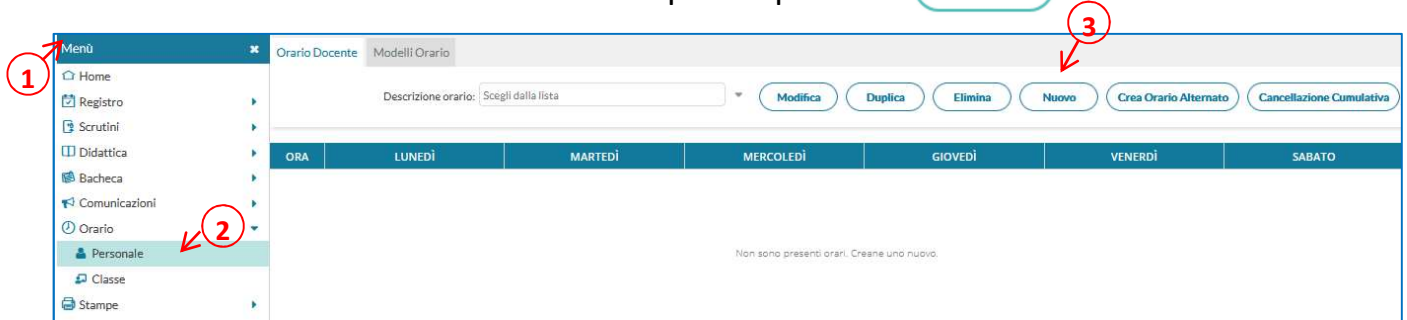 3
Menù
Orario Docente Modelli Orario
1
Home
Registro
Descrizione orario: Scegli dalla lista Modifica Duplica Elimina Nuovo Crea Orario Alternato Cancellazione Cumulativa
Scrutini
Didattica
ORA LUNEDÌ MARTEDÌ MERCOLEDÌ GIOVEDÌ VENERDÌ SABATO
Bacheca
Comunicazioni
Orario
2
Personale
Non sono presenti orari. Creane uno nuovo.
Classe
Stampe